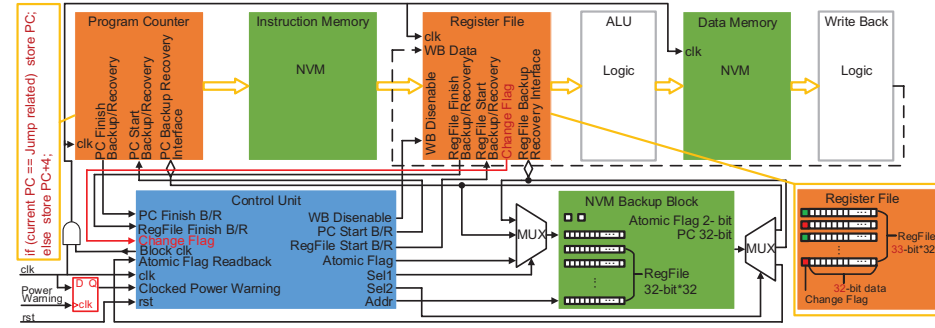 if (current PC == Jump related) store PC;
else store PC+4;
Program Counter
clk
PC Finish
Backup/Recovery
PC Start
Backup/Recovery
PC Backup Recovery
Interface
Instruction Memory
NVM
Register File
clk
WB Data
WB Disenable
RegFile Finish
Backup/Recovery
RegFile Start
Backup/Recovery
Change Flag
RegFile Backup
Recovery Interface
ALU
Logic
Data Memory
clk
NVM
Write Back
Logic
Control Unit
PC Finish B/R
RegFile Finish B/R
Change Flag
Block clk
Atomic Flag Readback
clk
Clocked Power Warning
rst
WB Disenable
PC Start B/R
RegFile Start B/R
Atomic Flag
Sel1
Sel2
Addr
clk
Power
Warning
rst
D Q
>clk
MUX
NVM Backup Block
Atomic Flag 2- bit
PC 32-bit
RegFile
32-bit*32
MUX
Register File
RegFile
33-bit*32
32-bit data
Change Flag